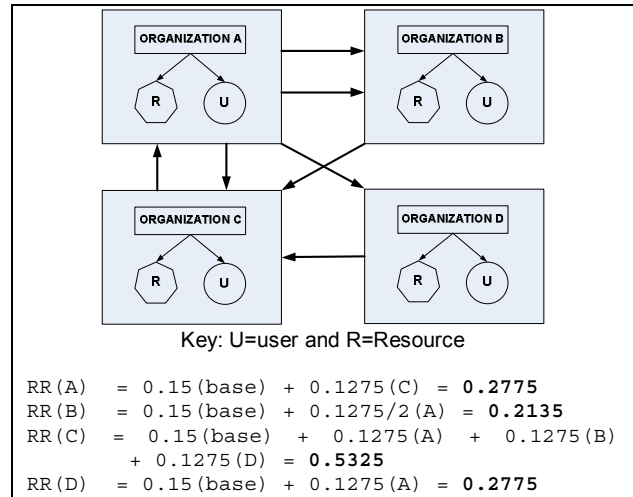 ORGANIZATION A
R U
ORGANIZATION B
R U
ORGANIZATION C
R U
ORGANIZATION D
R U
Key: U=user and R=Resource
RR(A) = 0.15(base) + 0.1275(C) = 0.2775
RR(B) = 0.15(base) + 0.1275/2(A) = 0.2135
RR(C) = 0.15(base) + 0.1275(A) + 0.1275(B)
+ 0.1275(D) = 0.5325
RR(D) = 0.15(base) + 0.1275(A) = 0.2775